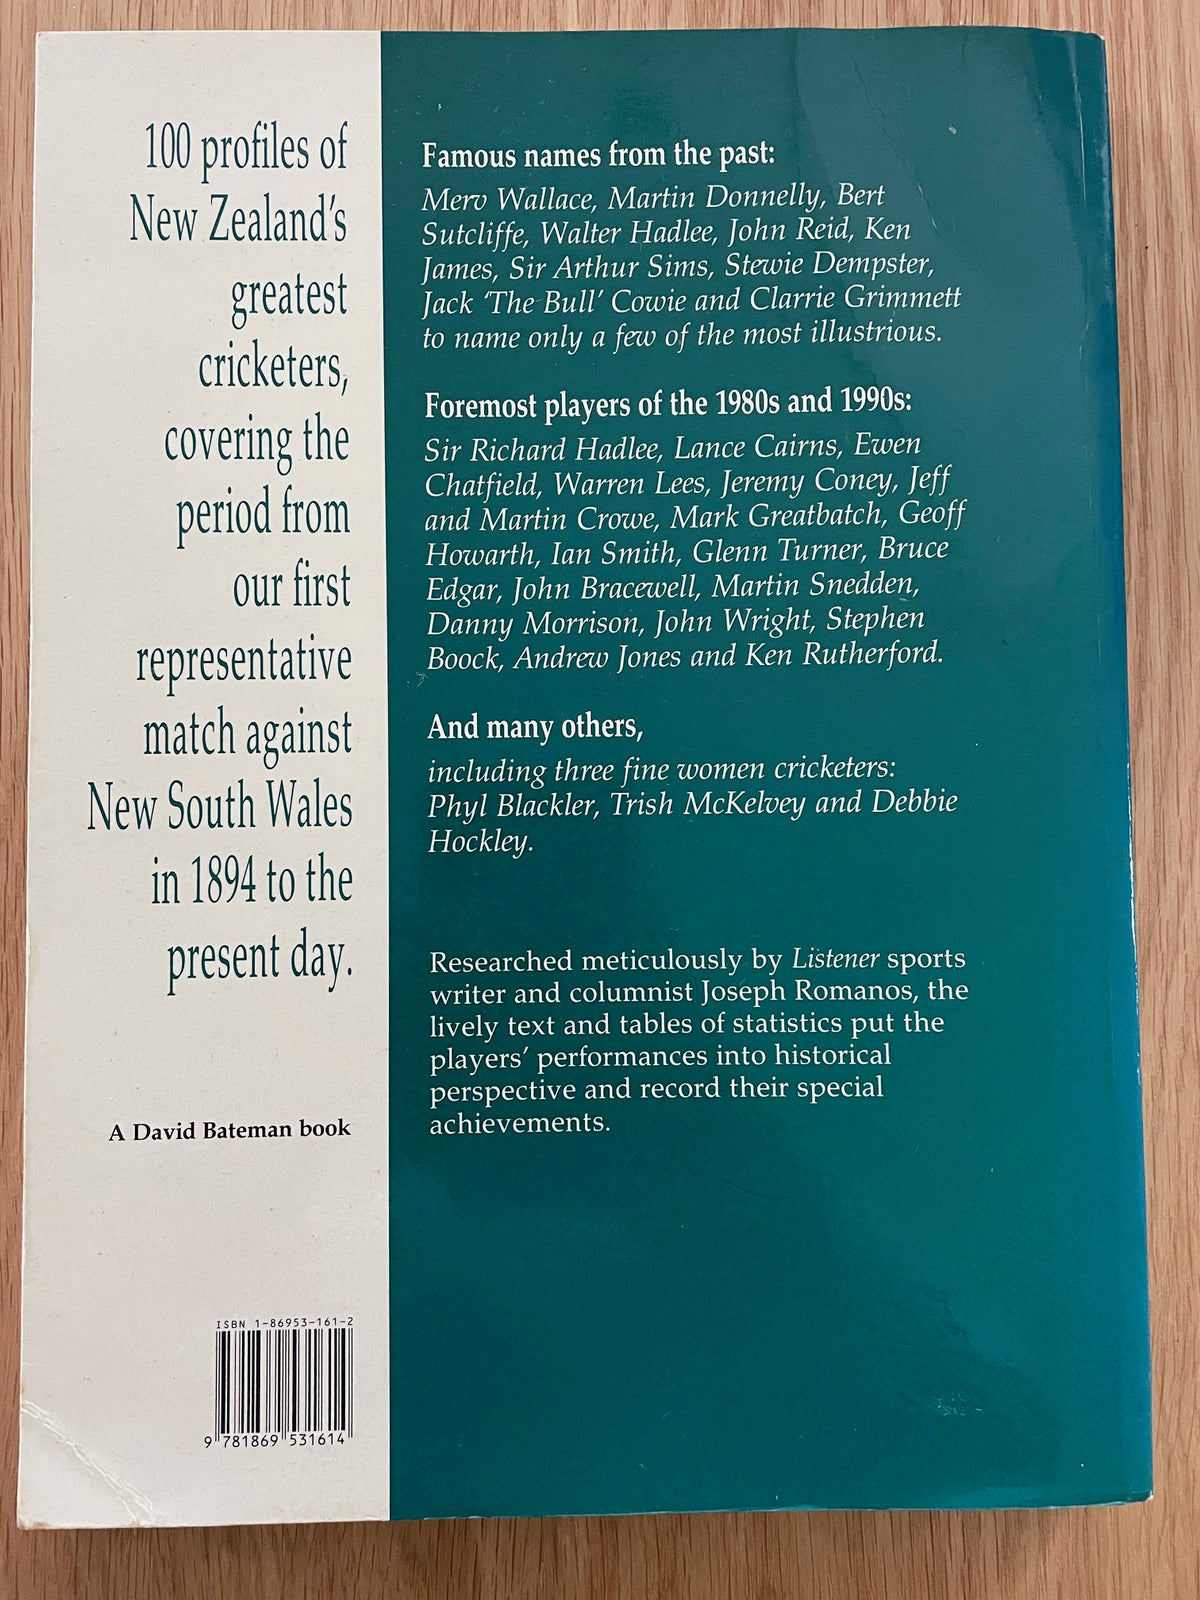 100 profiles of
New Zealand's
greatest
cricketers,
covering the
period from
our first
representative
match against
New South Wales
in 1894 to the
present day.
A David Bateman book
ISBN 1-86953-161-2
9 781869 531614
Famous names from the past:
Merv Wallace, Martin Donnelly, Bert
Sutcliffe, Walter Hadlee, John Reid, Ken
James, Sir Arthur Sims, Stewie Dempster,
Jack 'The Bull' Cowie and Clarrie Grimmett
to name only a few of the most illustrious.
Foremost players of the 1980s and 1990s:
Sir Richard Hadlee, Lance Cairns, Ewen
Chatfield, Warren Lees, Jeremy Coney, Jeff
and Martin Crowe, Mark Greatbatch, Geoff
Howarth, Ian Smith, Glenn Turner, Bruce
Edgar, John Bracewell, Martin Snedden,
Danny Morrison, John Wright, Stephen
Boock, Andrew Jones and Ken Rutherford.
And many others,
including three fine women cricketers:
Phyl Blackler, Trish McKelvey and Debbie
Hockley.
Researched meticulously by Listener sports
writer and columnist Joseph Romanos, the
lively text and tables of statistics put the
players' performances into historical
perspective and record their special
achievements.